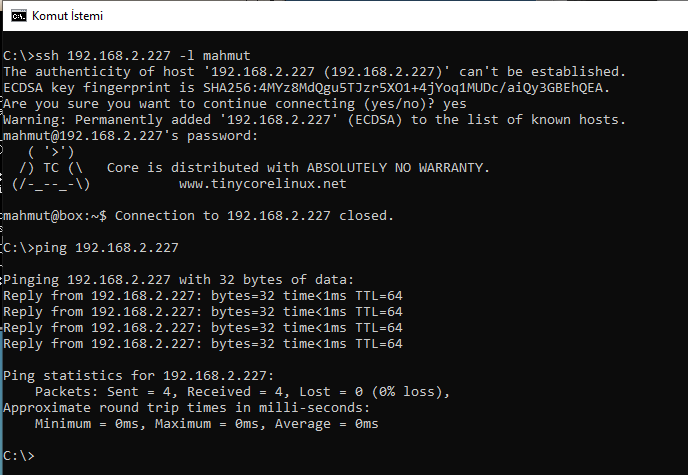 Komut İstemi
C:\>ssh 192.168.2.227 -l mahmut
The authenticity of host '192.168.2.227 (192.168.2.227)' can't be established.
ECDSA key fingerprint is SHA256:4MYz8MdQgu5TJzr5XO1+4jYoq1MUDc/aiQy3GBEhQEA.
Are you sure you want to continue connecting (yes/no)? yes
Warning: Permanently added '192.168.2.227' (ECDSA) to the list of known hosts.
mahmut@192.168.2.227's password:
   ( '>')
  /) TC (\   Core is distributed with ABSOLUTELY NO WARRANTY.
 (/-_--_-\)           www.tinycorelinux.net
mahmut@box:~$ Connection to 192.168.2.227 closed.
C:\>ping 192.168.2.227
Pinging 192.168.2.227 with 32 bytes of data:
Reply from 192.168.2.227: bytes=32 time<1ms TTL=64
Reply from 192.168.2.227: bytes=32 time<1ms TTL=64
Reply from 192.168.2.227: bytes=32 time<1ms TTL=64
Reply from 192.168.2.227: bytes=32 time<1ms TTL=64
Ping statistics for 192.168.2.227:
    Packets: Sent = 4, Received = 4, Lost = 0 (0% loss),
Approximate round trip times in milli-seconds:
    Minimum = 0ms, Maximum = 0ms, Average = 0ms
C:\>